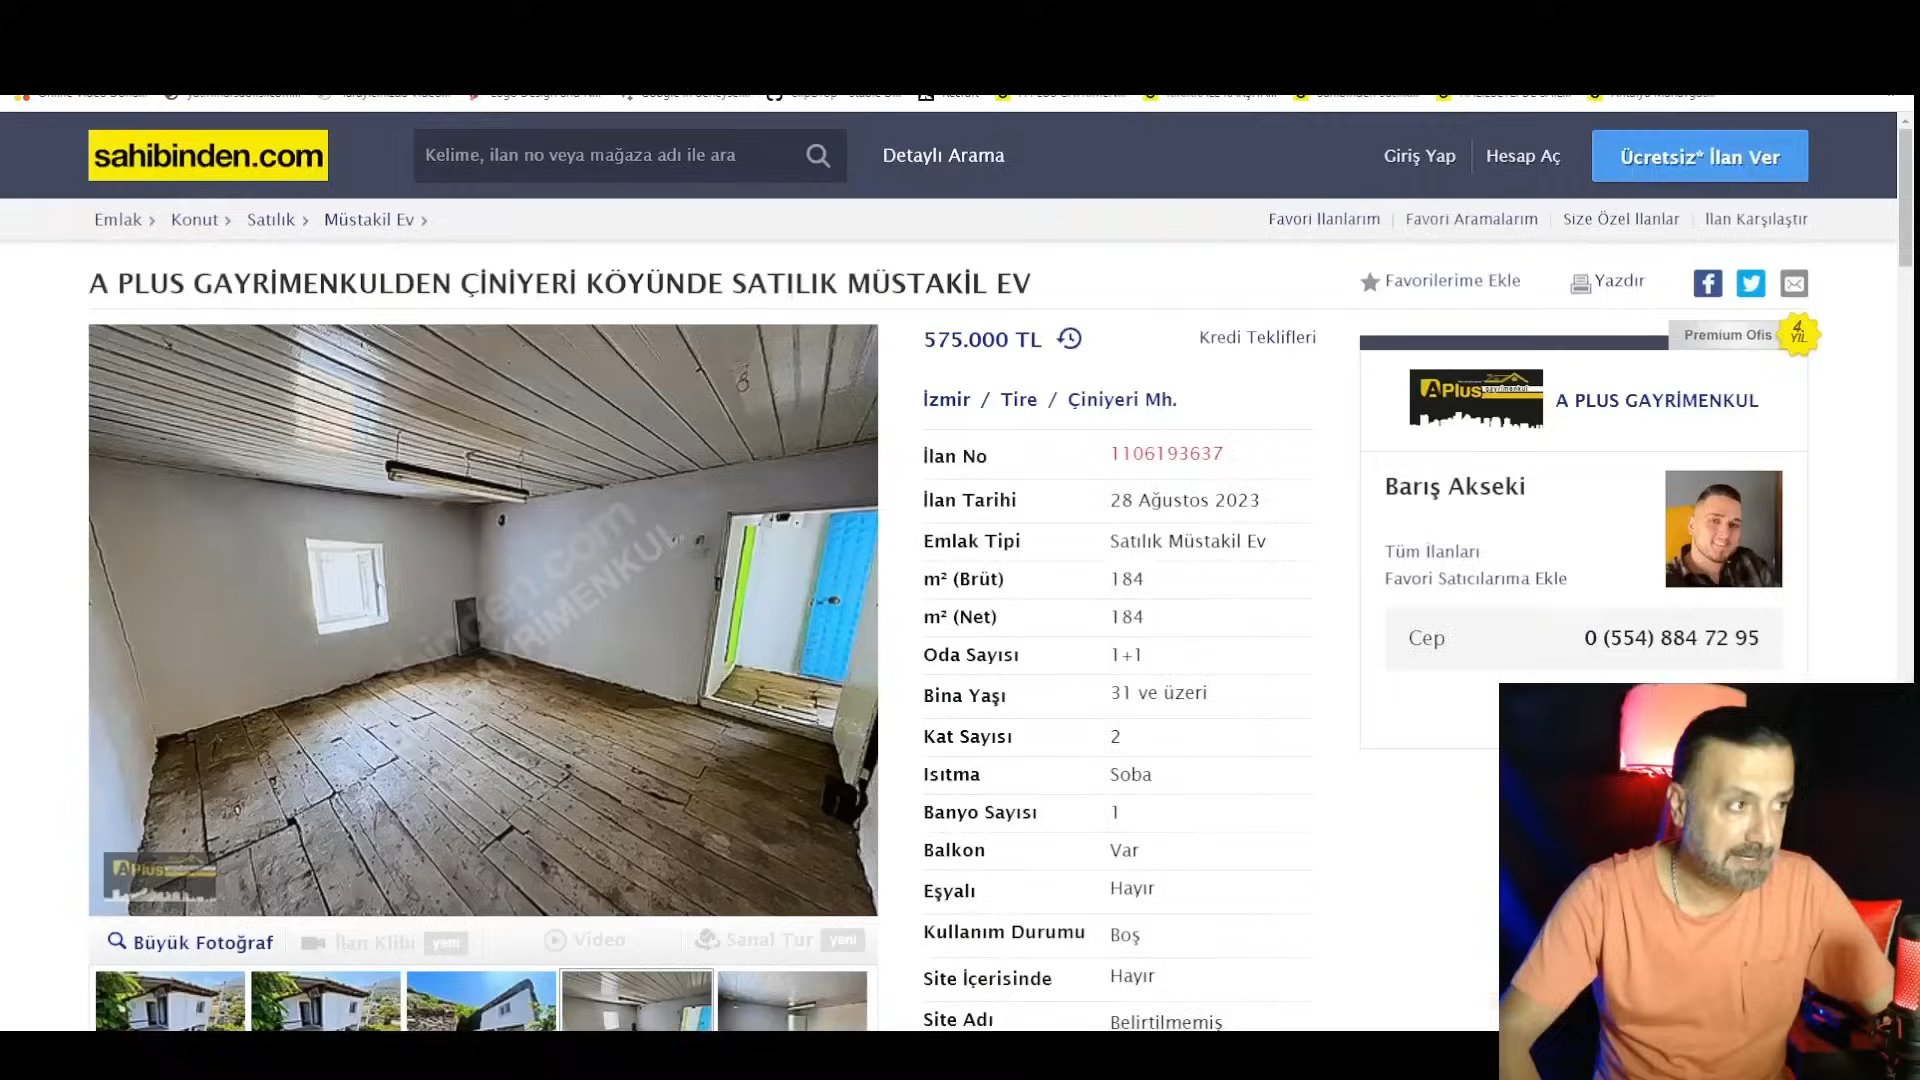 sahibinden.com
Kelime, ilan no veya mağaza adı ile ara
Detaylı Arama
Giriş Yap
Hesap Aç
Ücretsiz* İlan Ver
Emlak > Konut > Satılık > Müstakil Ev >
Favori İlanlarım
Favori Aramalarım
Size Özel İlanlar
İlan Karşılaştır
A PLUS GAYRİMENKULDEN ÇİNİYERİ KÖYÜNDE SATILIK MÜSTAKİL EV
Favorilerime Ekle
Yazdır
575.000 TL
Kredi Teklifleri
İzmir / Tire / Çiniyeri Mh.
İlan No 1106193637
İlan Tarihi 28 Ağustos 2023
Emlak Tipi Satılık Müstakil Ev
m² (Brüt) 184
m² (Net) 184
Oda Sayısı 1+1
Bina Yaşı 31 ve üzeri
Kat Sayısı 2
Isıtma Soba
Banyo Sayısı 1
Balkon Var
Eşyalı Hayır
Kullanım Durumu Boş
Site İçerisinde Hayır
Site Adı Belirtilmemiş
Premium Ofis
4.
YIL
APlus
gayrimenkul
A PLUS GAYRİMENKUL
Barış Akseki
Tüm İlanları
Favori Satıcılarıma Ekle
Cep 0 (554) 884 72 95
APlus
Büyük Fotoğraf
İlan Klibi yeni
Video
Sanal Tur yeni